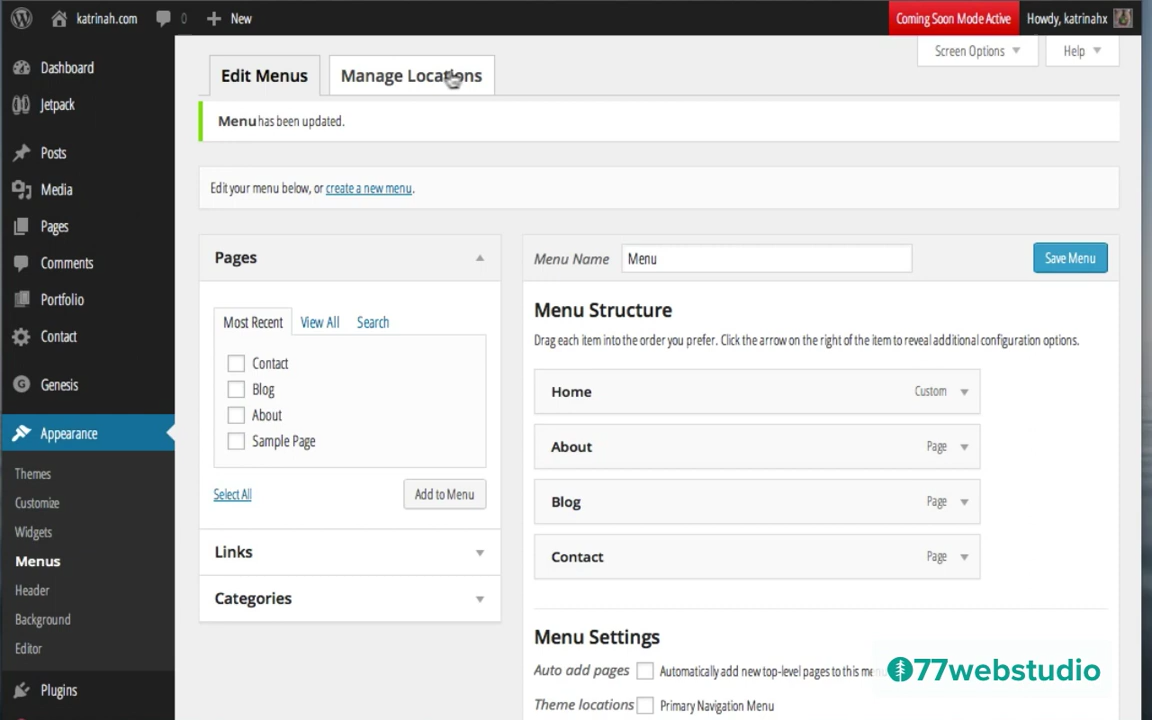 katrinah.com 0 New Coming Soon Mode Active Howdy, katrinahx
Screen Options Help
Dashboard
Jetpack
Posts
Media
Pages
Comments
Portfolio
Contact
Genesis
Appearance
Themes
Customize
Widgets
Menus
Header
Background
Editor
Plugins
Edit Menus Manage Locations
Menu has been updated.
Edit your menu below, or create a new menu.
Pages
Most Recent View All Search
Contact
Blog
About
Sample Page
Select All Add to Menu
Links
Categories
Menu Name Menu Save Menu
Menu Structure
Drag each item into the order you prefer. Click the arrow on the right of the item to reveal additional configuration options.
Home Custom
About Page
Blog Page
Contact Page
Menu Settings
Auto add pages Automatically add new top-level pages to this
Theme locations Primary Navigation Menu
77webstudio